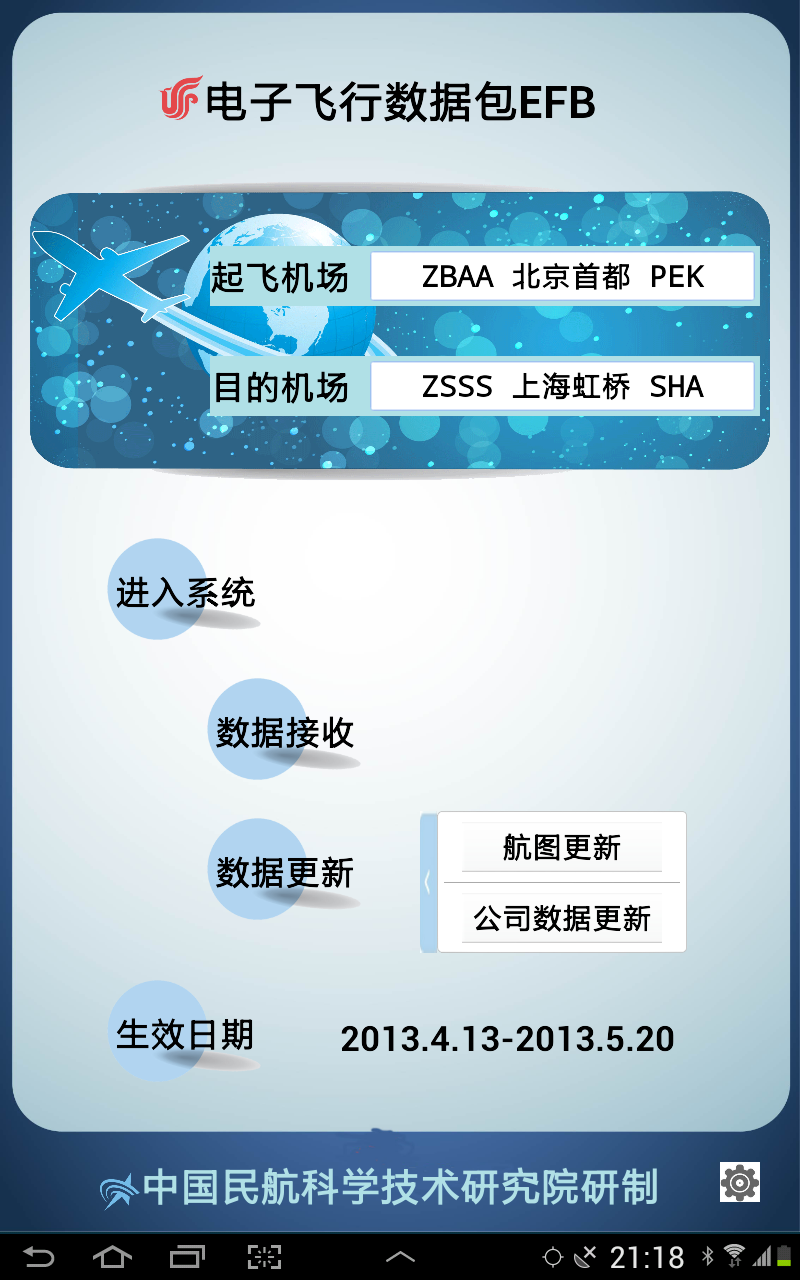 电子飞行数据包EFB
起飞机场 ZBAA 北京首都 PEK
目的机场 ZSSS 上海虹桥 SHA
进入系统
数据接收
数据更新
航图更新
公司数据更新
生效日期 2013.4.13-2013.5.20
中国民航科学技术研究院研制
21:18